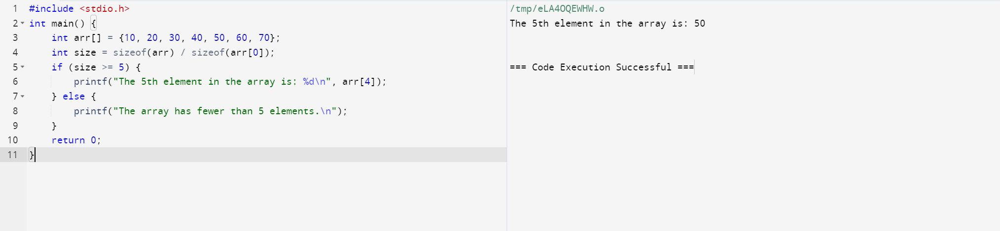 1 #include <stdio.h>
2 int main() {
3     int arr[] = {10, 20, 30, 40, 50, 60, 70};
4     int size = sizeof(arr) / sizeof(arr[0]);
5     if (size >= 5) {
6         printf("The 5th element in the array is: %d\n", arr[4]);
7     } else {
8         printf("The array has fewer than 5 elements.\n");
9     }
10     return 0;
11 }
/tmp/eLA4OQEWHW.o
The 5th element in the array is: 50
=== Code Execution Successful ===